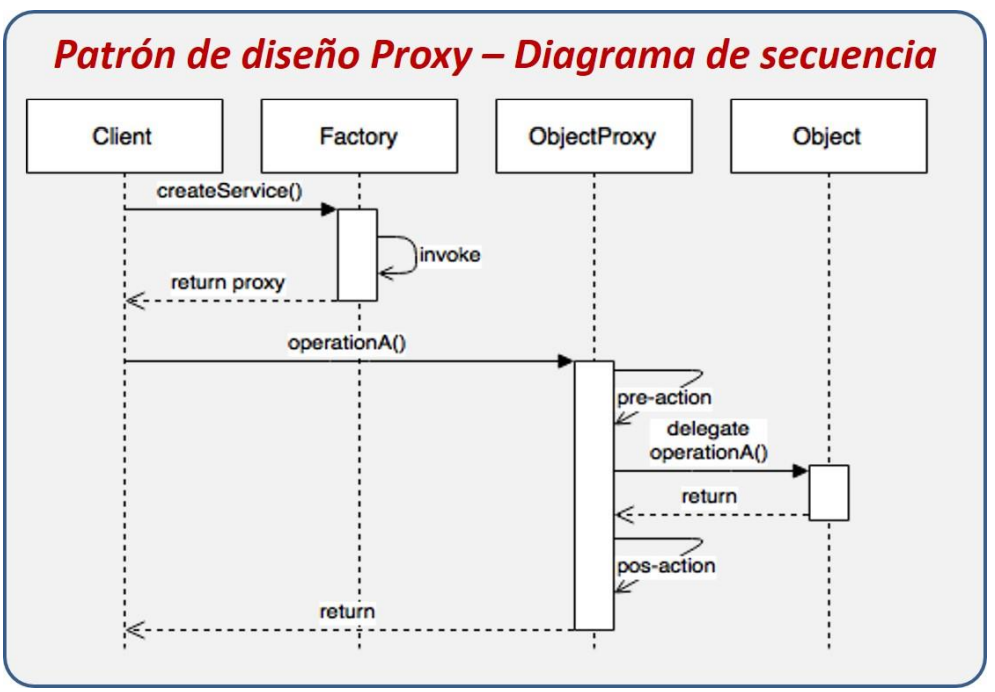 Patrón de diseño Proxy – Diagrama de secuencia
Client
Factory
ObjectProxy
Object
createService()
invoke
return proxy
operationA()
pre-action
delegate
operationA()
return
pos-action
return